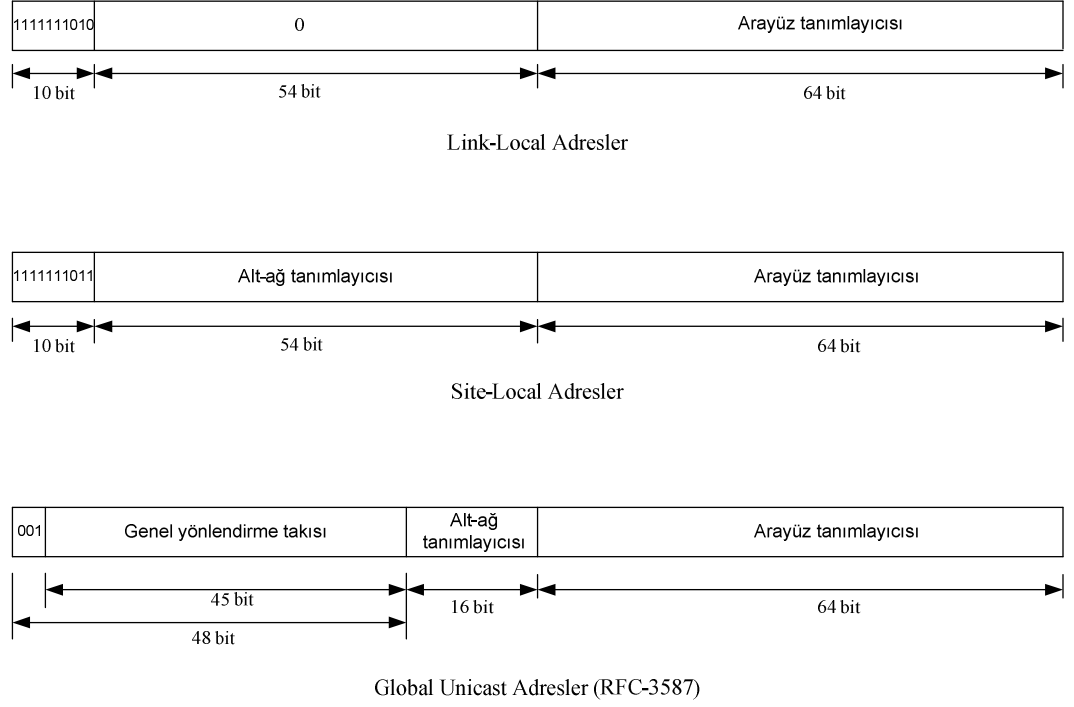 1111111010 0 Arayüz tanımlayıcısı
10 bit 54 bit 64 bit
Link-Local Adresler
1111111011 Alt-ağ tanımlayıcısı Arayüz tanımlayıcısı
10 bit 54 bit 64 bit
Site-Local Adresler
001 Genel yönlendirme takısı Alt-ağ tanımlayıcısı Arayüz tanımlayıcısı
45 bit 16 bit 64 bit
48 bit
Global Unicast Adresler (RFC-3587)